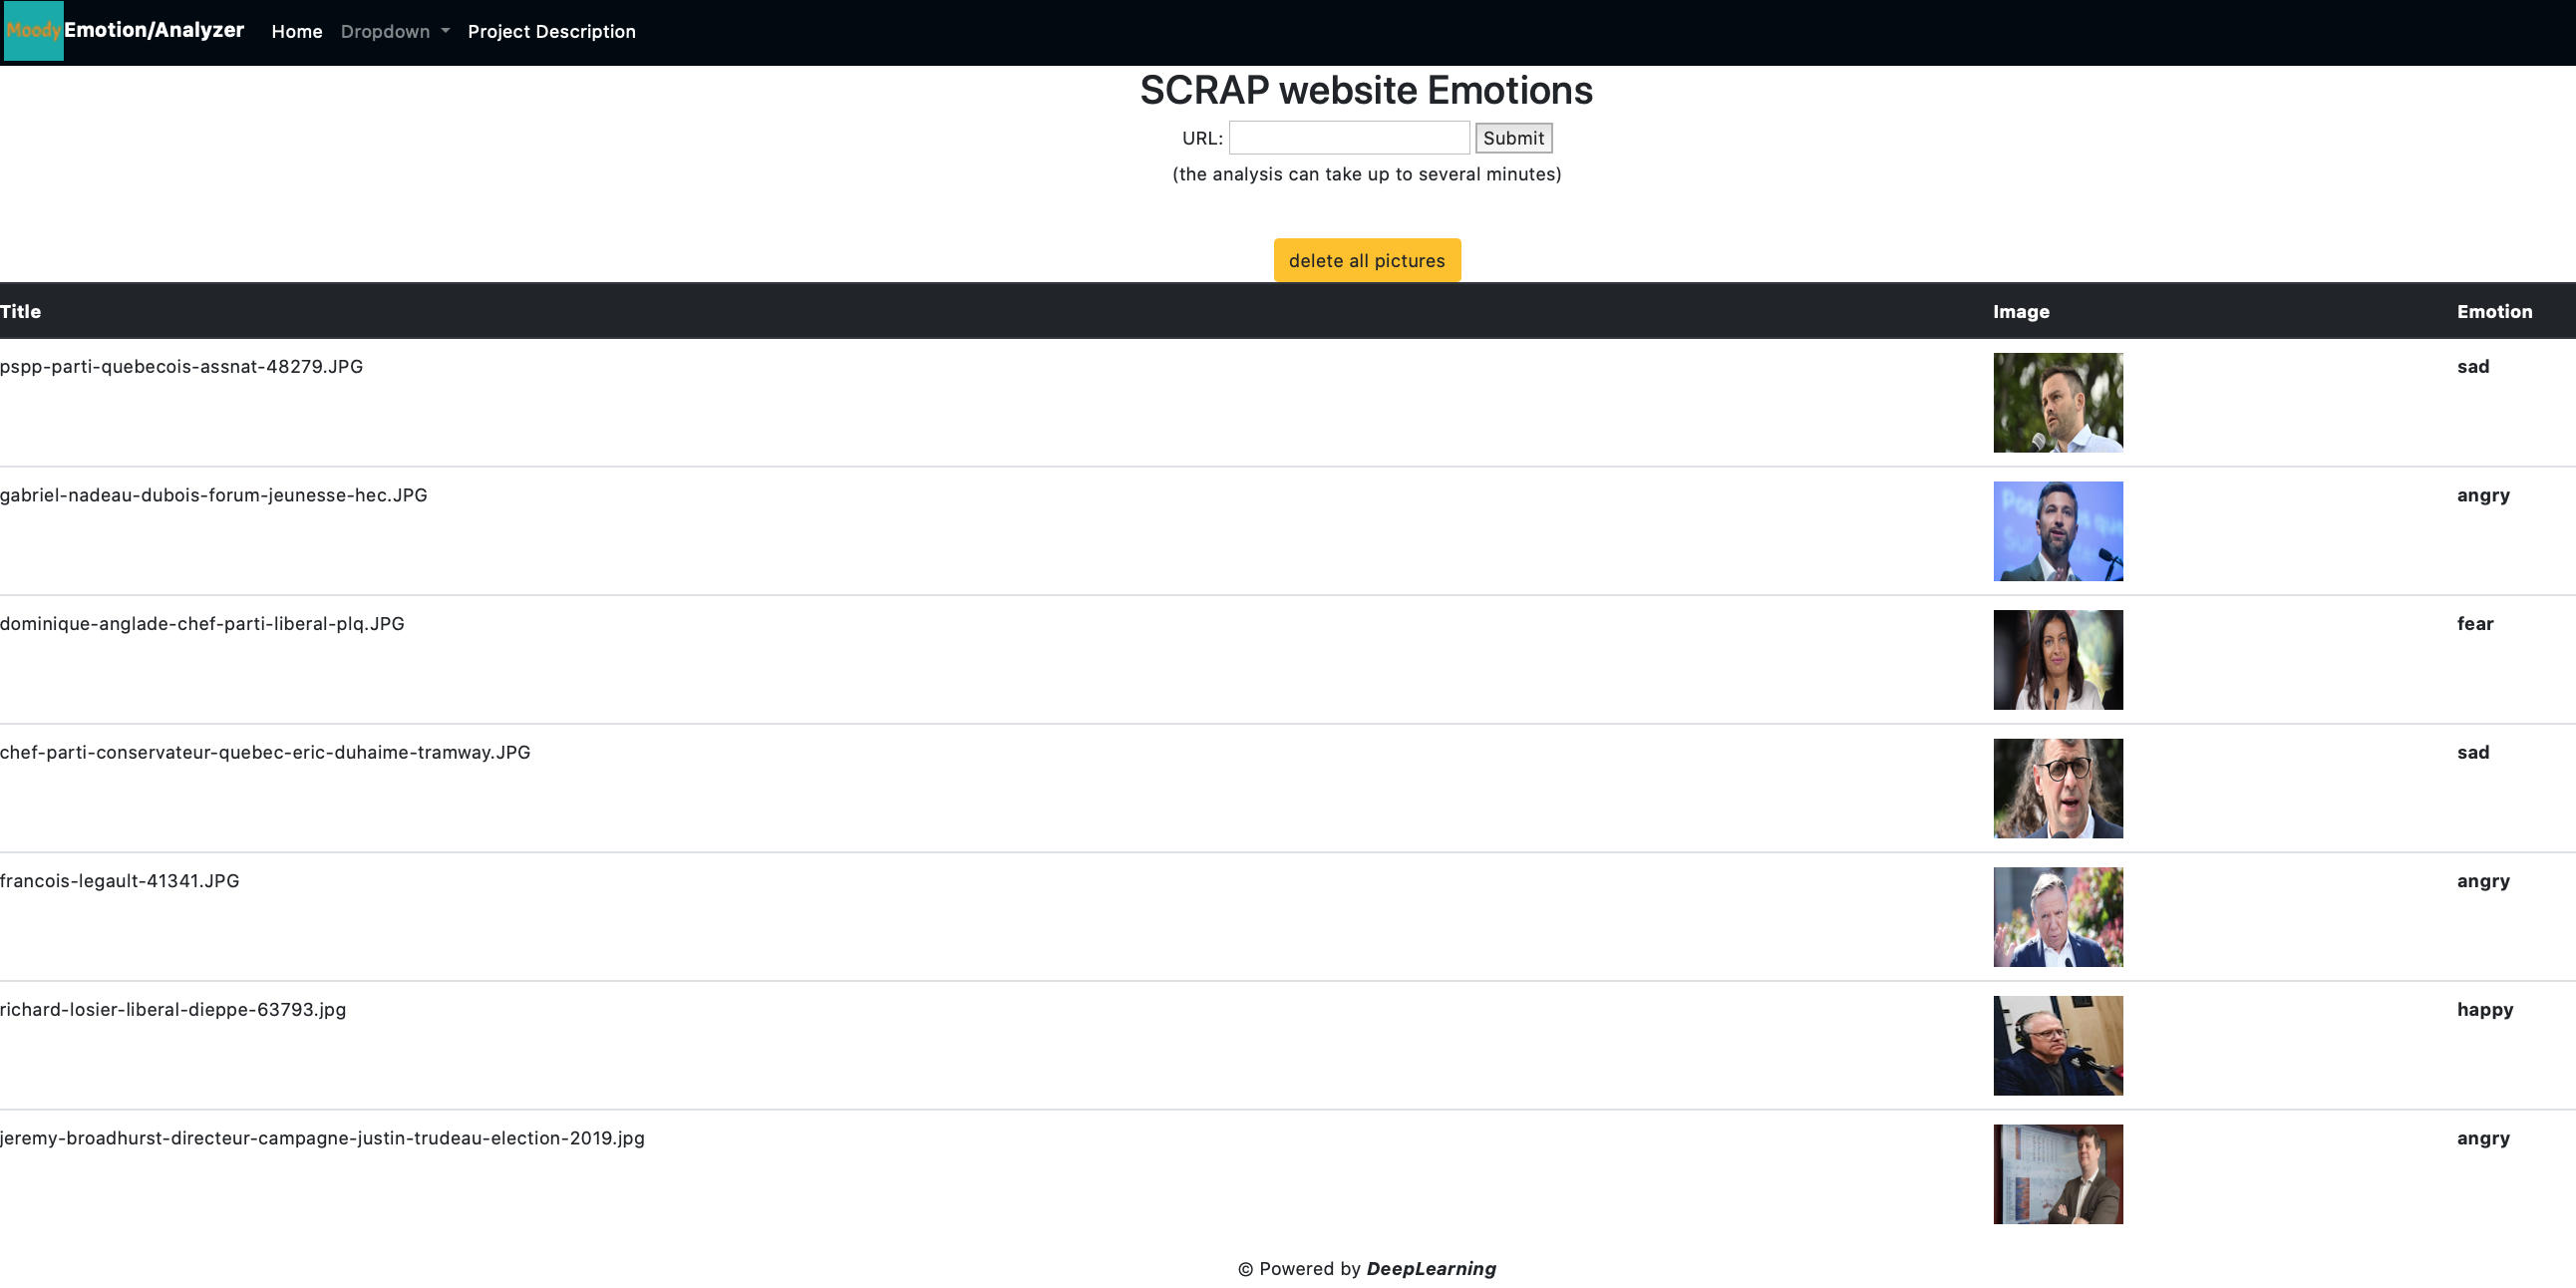 Moody Emotion/Analyzer Home Dropdown Project Description
SCRAP website Emotions
URL: Submit
(the analysis can take up to several minutes)
delete all pictures
Title Image Emotion
pspp-parti-quebecois-assnat-48279.JPG sad
gabriel-nadeau-dubois-forum-jeunesse-hec.JPG angry
dominique-anglade-chef-parti-liberal-plq.JPG fear
chef-parti-conservateur-quebec-eric-duhaime-tramway.JPG sad
francois-legault-41341.JPG angry
richard-losier-liberal-dieppe-63793.jpg happy
jeremy-broadhurst-directeur-campagne-justin-trudeau-election-2019.jpg angry
© Powered by DeepLearning